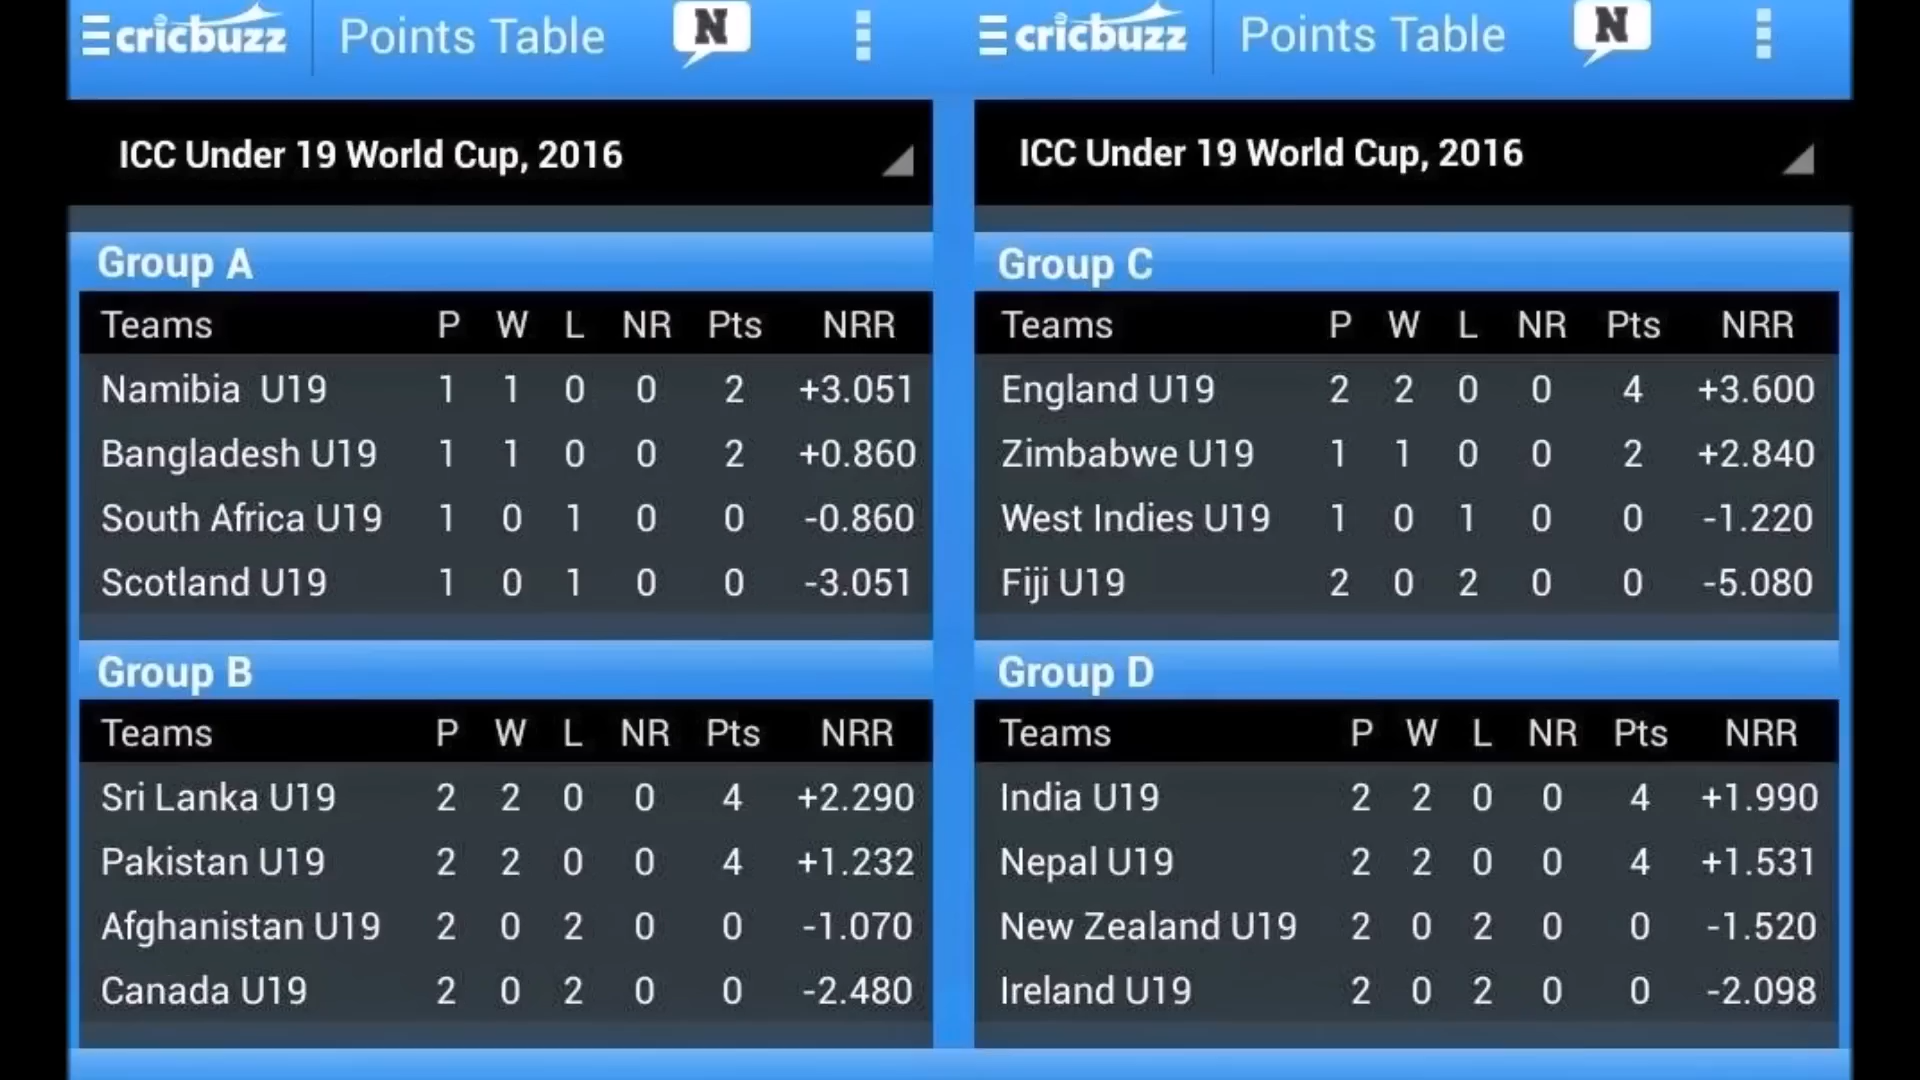 cricbuzz Points Table N
ICC Under 19 World Cup, 2016
Group A
Teams P W L NR Pts NRR
Namibia U19 1 1 0 0 2 +3.051
Bangladesh U19 1 1 0 0 2 +0.860
South Africa U19 1 0 1 0 0 -0.860
Scotland U19 1 0 1 0 0 -3.051
Group B
Teams P W L NR Pts NRR
Sri Lanka U19 2 2 0 0 4 +2.290
Pakistan U19 2 2 0 0 4 +1.232
Afghanistan U19 2 0 2 0 0 -1.070
Canada U19 2 0 2 0 0 -2.480
cricbuzz Points Table N
ICC Under 19 World Cup, 2016
Group C
Teams P W L NR Pts NRR
England U19 2 2 0 0 4 +3.600
Zimbabwe U19 1 1 0 0 2 +2.840
West Indies U19 1 0 1 0 0 -1.220
Fiji U19 2 0 2 0 0 -5.080
Group D
Teams P W L NR Pts NRR
India U19 2 2 0 0 4 +1.990
Nepal U19 2 2 0 0 4 +1.531
New Zealand U19 2 0 2 0 0 -1.520
Ireland U19 2 0 2 0 0 -2.098